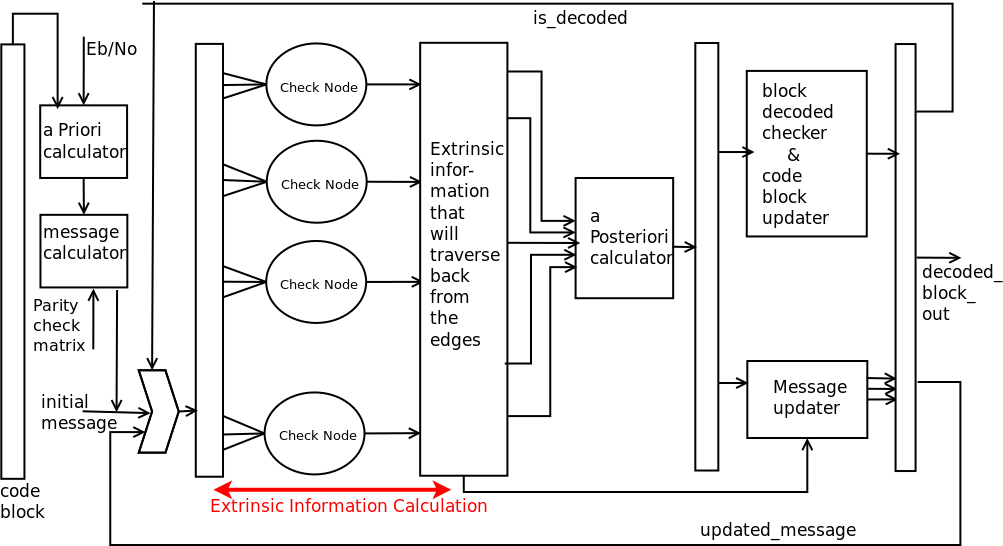 is_decoded
Eb/No
a Priori
calculator
message
calculator
Parity
check
matrix
initial
message
code
block
Check Node
Check Node
Check Node
Check Node
Extrinsic
infor-
mation
that
will
traverse
back
from
the
edges
Extrinsic Information Calculation
a
Posteriori
calculator
block
decoded
checker
&
code
block
updater
Message
updater
decoded_
block_
out
updated_message